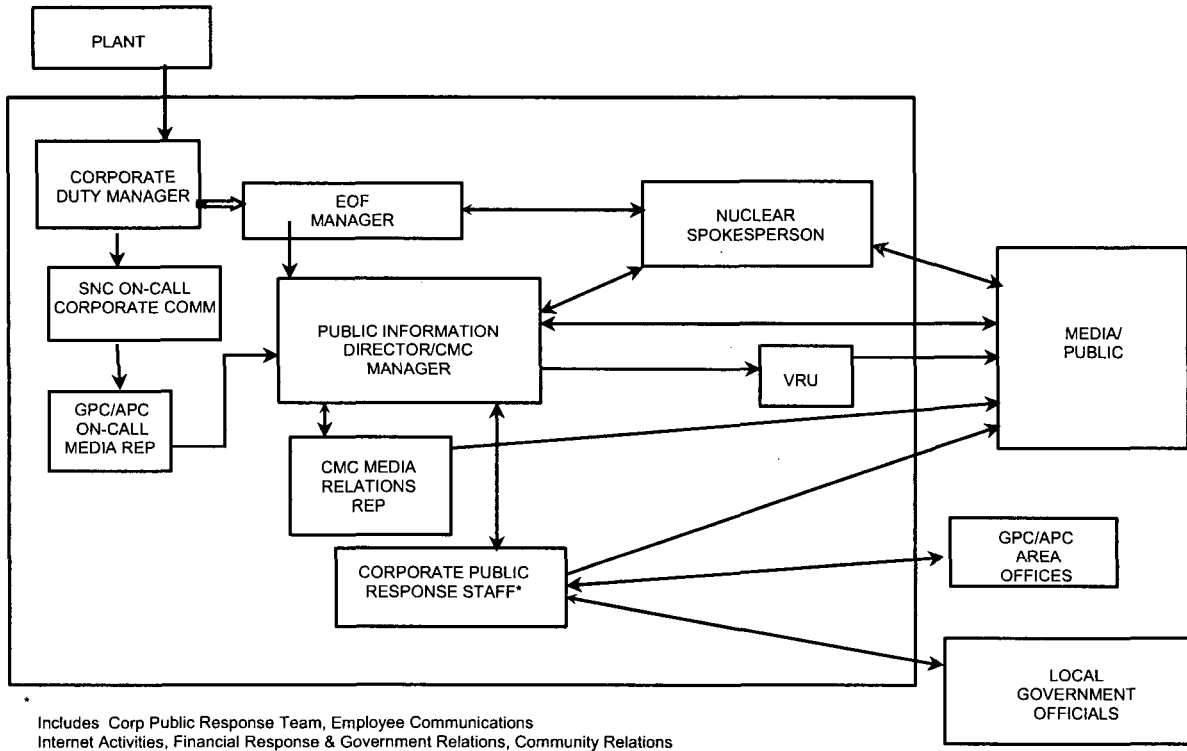 PLANT
CORPORATE
DUTY MANAGER
EOF
MANAGER
NUCLEAR
SPOKESPERSON
SNC ON-CALL
CORPORATE COMM
PUBLIC INFORMATION
DIRECTOR/CMC
MANAGER
MEDIA/
PUBLIC
VRU
GPC/APC
ON-CALL
MEDIA REP
CMC MEDIA
RELATIONS
REP
GPC/APC
AREA
OFFICES
CORPORATE PUBLIC
RESPONSE STAFF*
LOCAL
GOVERNMENT
OFFICIALS
*
Includes Corp Public Response Team, Employee Communications
Internet Activities, Financial Response & Government Relations, Community Relations